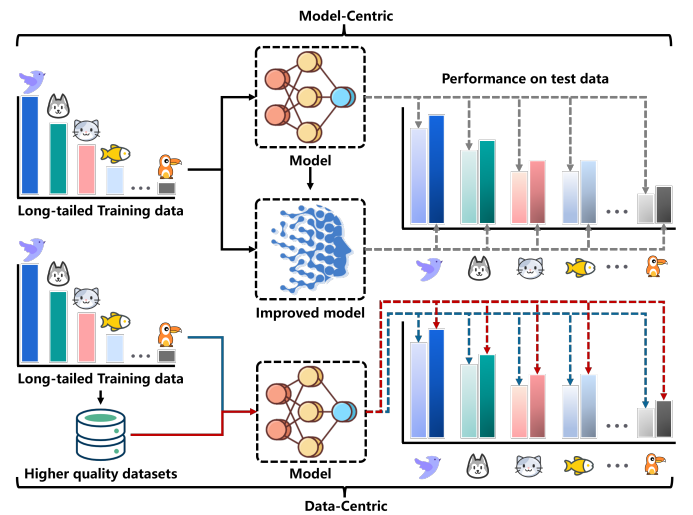 Model-Centric
Performance on test data
Model
Long-tailed Training data
Improved model
Long-tailed Training data
Higher quality datasets
Model
Data-Centric